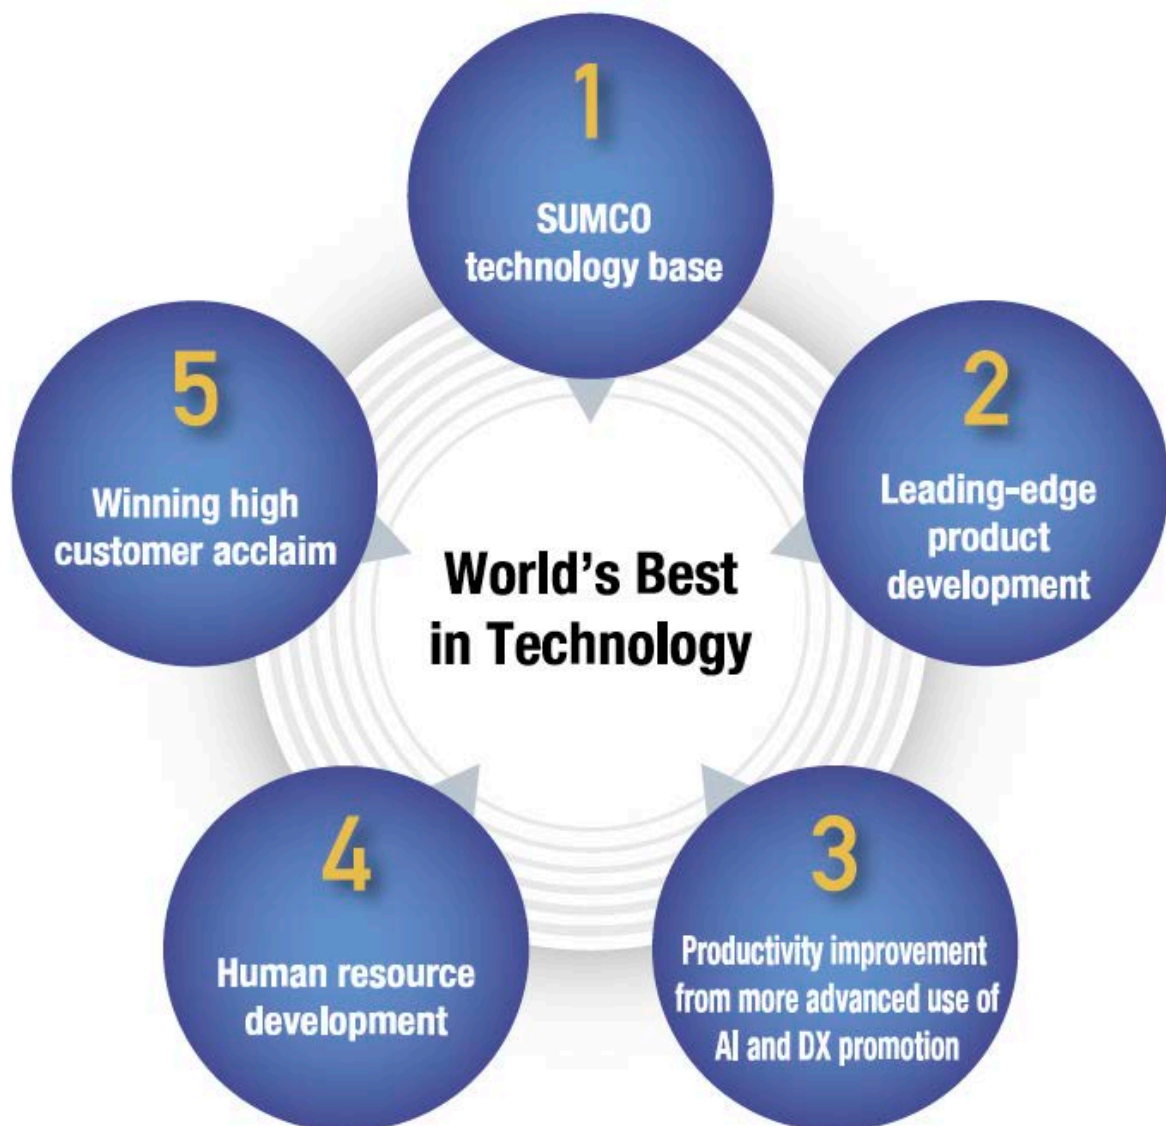 1
SUMCO
technology base
2
Leading-edge
product
development
3
Productivity improvement
from more advanced use of
AI and DX promotion
4
Human resource
development
5
Winning high
customer acclaim
World's Best
in Technology